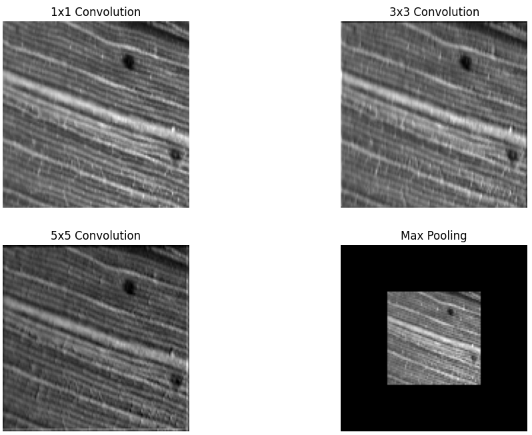 1x1 Convolution
3x3 Convolution
5x5 Convolution
Max Pooling